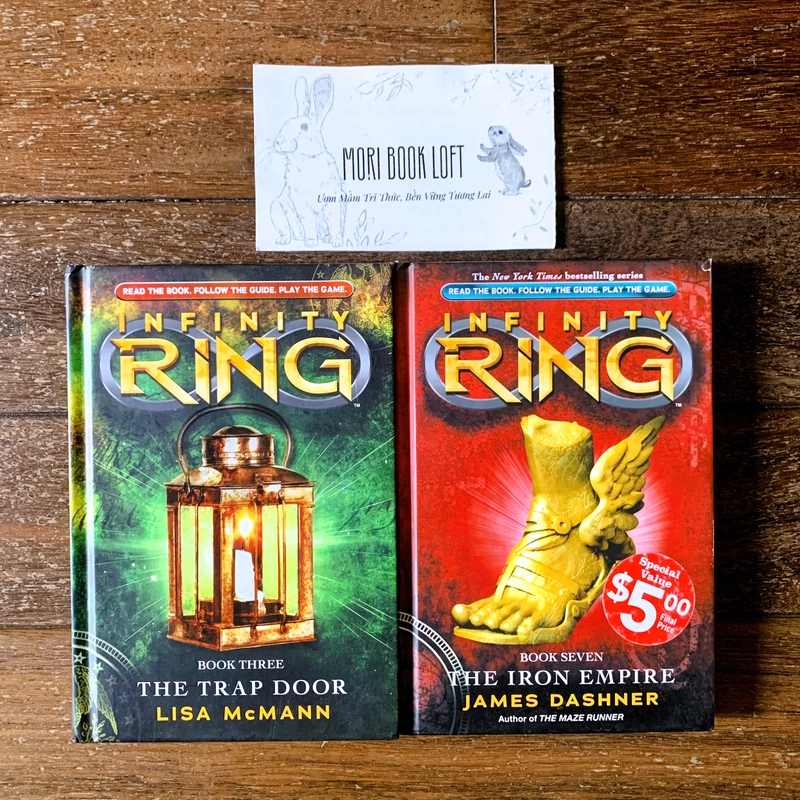 MORI BOOK LOFT
Ươm Mầm Tri Thức, Bền Vững Tương Lai
READ THE BOOK. FOLLOW THE GUIDE. PLAY THE GAME.
INFINITY
RING
TM
BOOK THREE
THE TRAP DOOR
LISA McMANN
The New York Times bestselling series
READ THE BOOK. FOLLOW THE GUIDE. PLAY THE GAME.
INFINITY
RING
TM
Special
Value
$5.00
Final
Price
BOOK SEVEN
THE IRON EMPIRE
JAMES DASHNER
Author of THE MAZE RUNNER